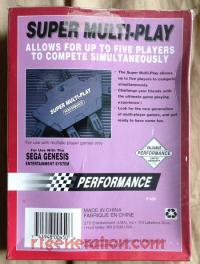 SUPER MULTI-PLAY
ALLOWS FOR UP TO FIVE PLAYERS
TO COMPETE SIMULTANEOUSLY
SUPER MULTI-PLAY
PERFORMANCE
The Super Multi-Play allows
up to five players to compete
simultaneously.
Challenge your friends with
the ultimate game playing
experience!
Look for the new generation
of multi-player games, and get
ready to have some fun.
For use with multiple player games only
For Use With The
SEGA GENESIS
ENTERTAINMENT SYSTEM
PERFORMANCE
PERFORMANCE
MADE IN CHINA
FABRIQUE EN CHINE